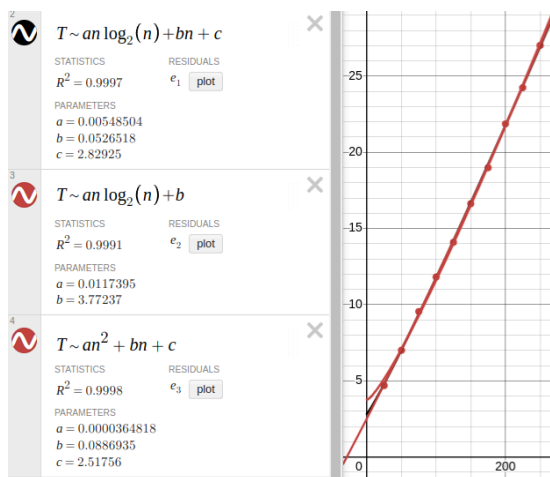 2
T ~ an log₂(n) + bn + c
STATISTICS RESIDUALS
R² = 0.9997 e₁ plot
PARAMETERS
a = 0.00548504
b = 0.0526518
c = 2.82925
3
T ~ an log₂(n) + b
STATISTICS RESIDUALS
R² = 0.9991 e₂ plot
PARAMETERS
a = 0.0117395
b = 3.77237
4
T ~ an² + bn + c
STATISTICS RESIDUALS
R² = 0.9998 e₃ plot
PARAMETERS
a = 0.0000364818
b = 0.0886935
c = 2.51756
25
20
15
10
5
0 200